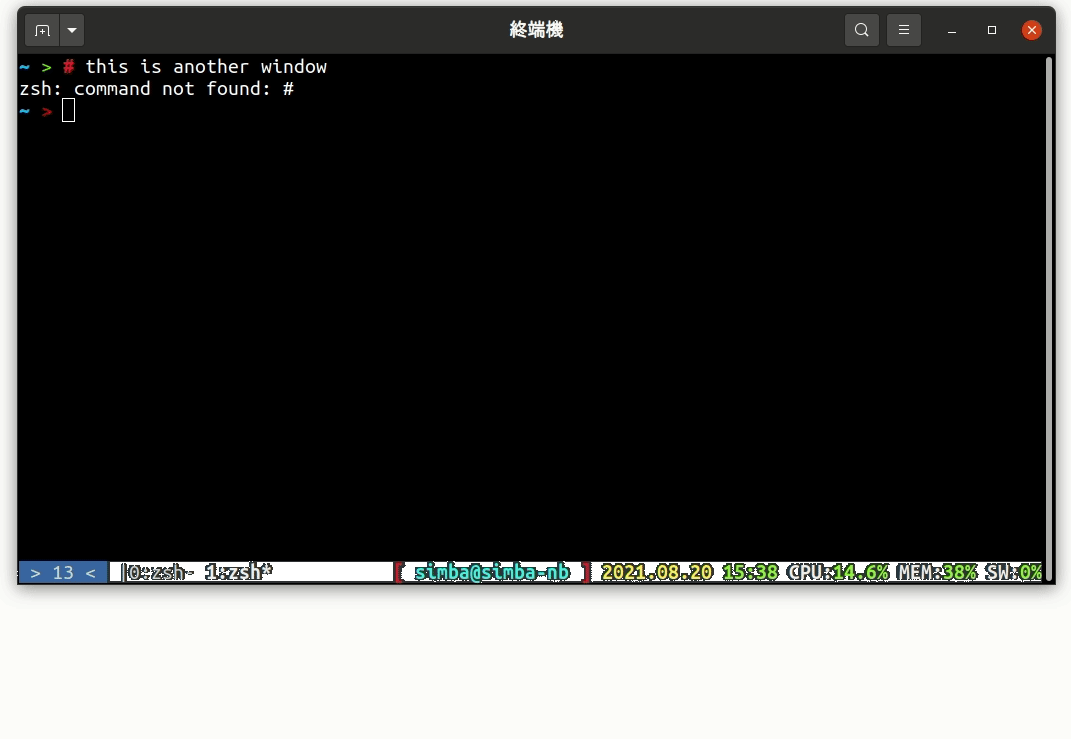 終端機
~ > # this is another window
zsh: command not found: #
~ >
> 13 < |0:zsh- 1:zsh* [ simba@simba-nb ] 2021.08.20 15:38 CPU:14.6% MEM:38% SW:0%